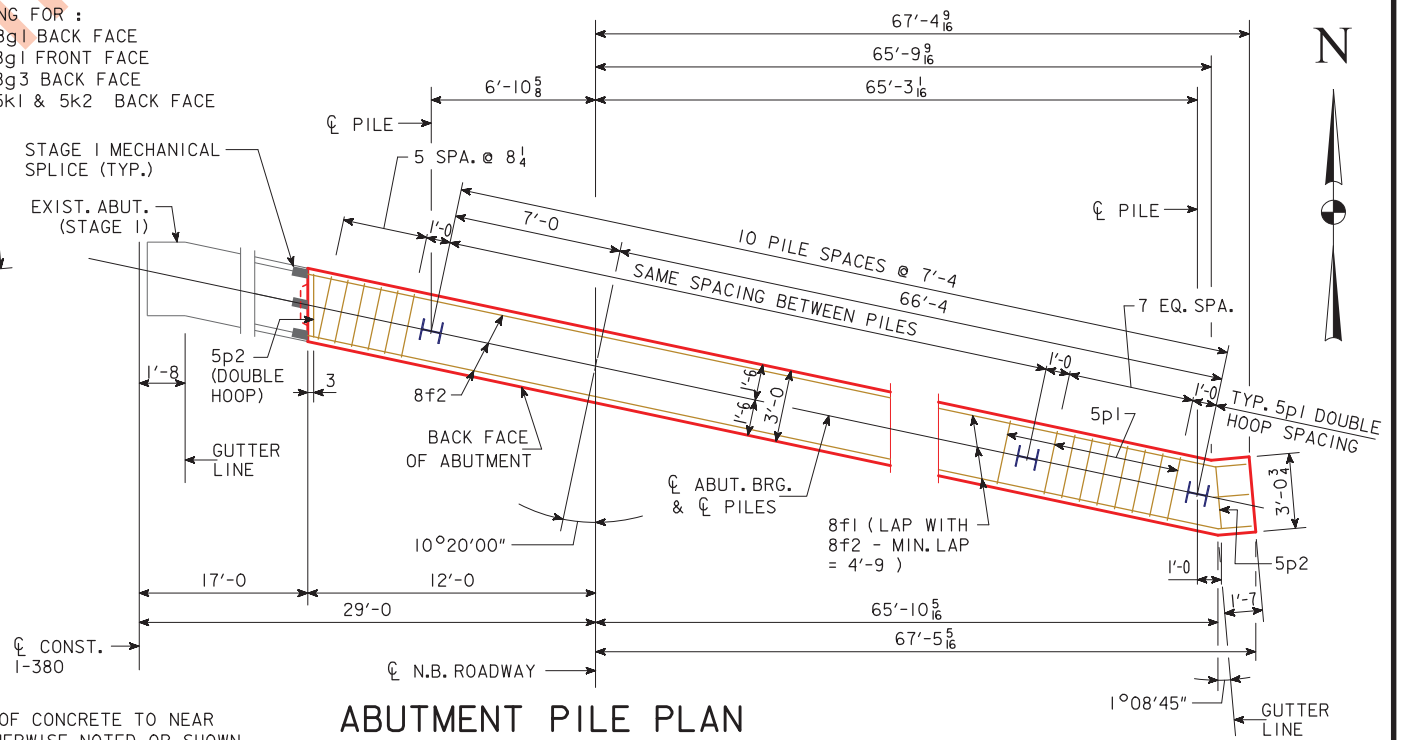 NG FOR :
3g1 BACK FACE
3g1 FRONT FACE
3g3 BACK FACE
5k1 & 5k2 BACK FACE
67'-4 9/16
65'-9 9/16
65'-3 1/16
6'-10 5/8
N
℄ PILE
5 SPA. @ 8 1/4
STAGE 1 MECHANICAL
SPLICE (TYP.)
EXIST. ABUT.
(STAGE 1)
℄ PILE
1'-0
7'-0
10 PILE SPACES @ 7'-4
66'-4
SAME SPACING BETWEEN PILES
7 EQ. SPA.
1'-0
1'-0
TYP. 5p1 DOUBLE
HOOP SPACING
5p1
5p2
(DOUBLE
HOOP)
1'-8
3
8f2
1'-6
1'-6
3'-0
BACK FACE
OF ABUTMENT
GUTTER
LINE
℄ ABUT. BRG.
& ℄ PILES
3'-0 3/4
8f1 ( LAP WITH
8f2 - MIN. LAP
= 4'-9 )
10°20'00"
5p2
1'-0
1'-7
17'-0
12'-0
29'-0
65'-10 5/16
67'-5 5/16
℄ CONST.
I-380
℄ N.B. ROADWAY
1°08'45"
GUTTER
LINE
ABUTMENT PILE PLAN
OF CONCRETE TO NEAR